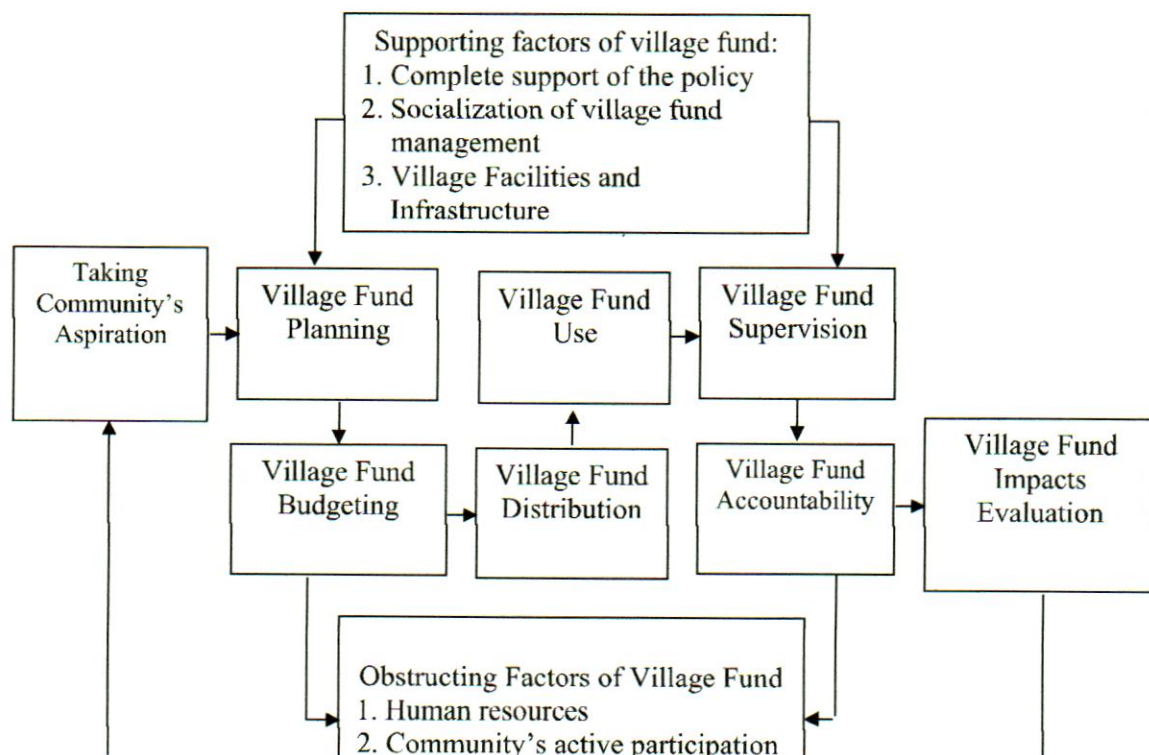 Supporting factors of village fund:
1. Complete support of the policy
2. Socialization of village fund
management
3. Village Facilities and
Infrastructure
Taking
Community's
Aspiration
Village Fund
Planning
Village Fund
Use
Village Fund
Supervision
Village Fund
Budgeting
Village Fund
Distribution
Village Fund
Accountability
Village Fund
Impacts
Evaluation
Obstructing Factors of Village Fund
1. Human resources
2. Community's active participation